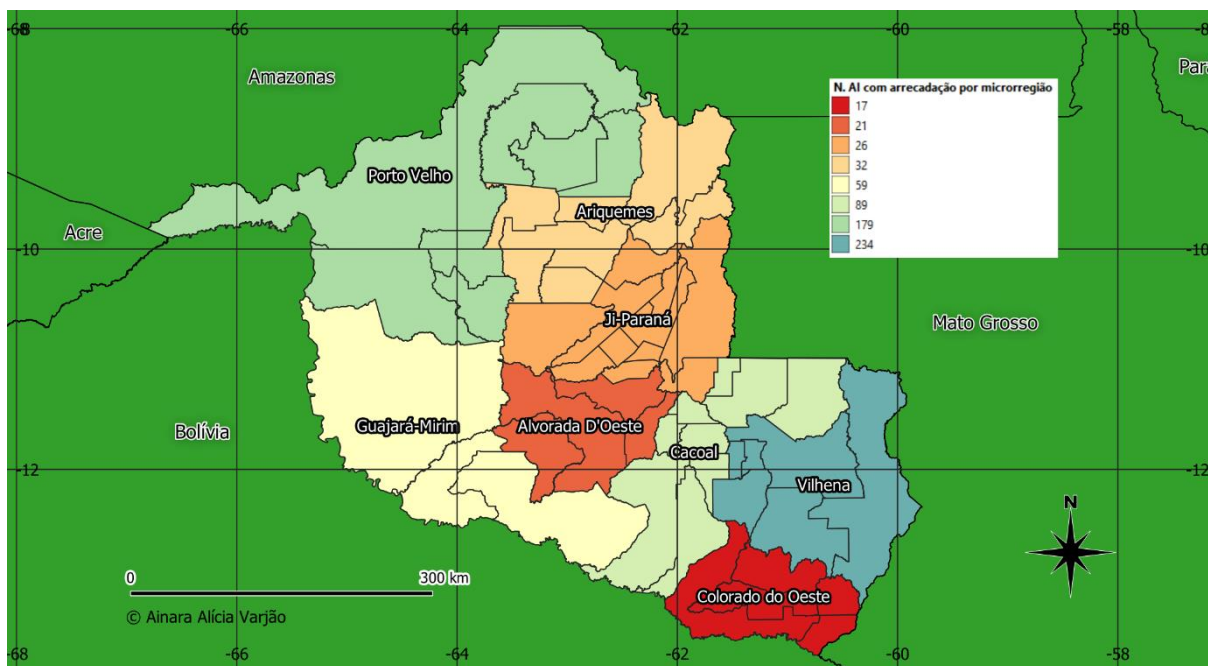 -68
-66
-64
-62
-60
-58
Amazonas
Pará
N. AI com arrecadação por microrregião
17
21
26
32
59
89
179
234
Porto Velho
Ariquemes
Acre
-10
-10
Ji-Paraná
Mato Grosso
Bolívia
Guajará-Mirim
Alvorada D'Oeste
Cacoal
-12
-12
Vilhena
N
0 300 km
Colorado do Oeste
© Ainara Alícia Varjão
-68
-66
-64
-62
-60
-58